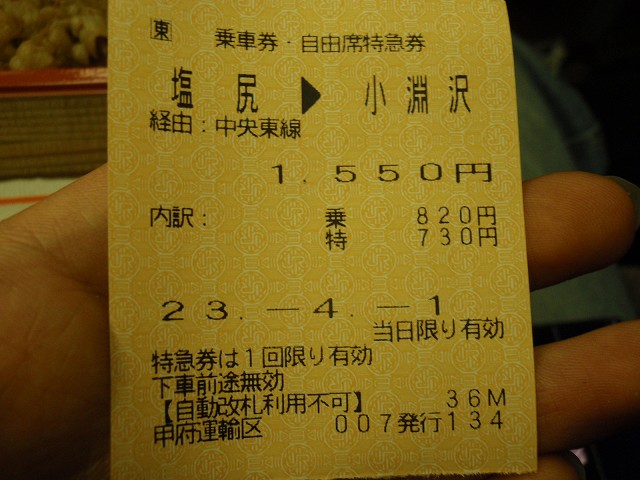 東 乗車券・自由席特急券
塩尻▶小淵沢
経由:中央東線
1,550円
内訳: 乗 820円
特 730円
23.-4.-1
当日限り有効
特急券は1回限り有効
下車前途無効
【自動改札利用不可】 36M
甲府運輸区 007発行134